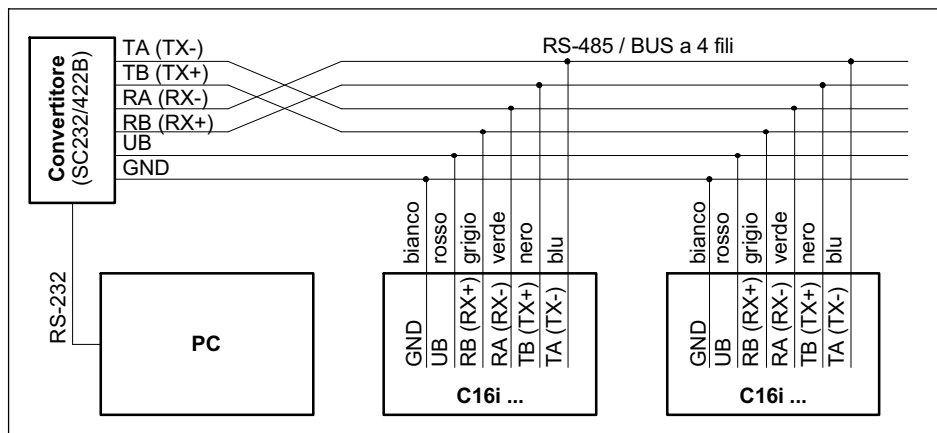 TA (TX-)
RS-485 / BUS a 4 fili
TB (TX+)
RA (RX-)
RB (RX+)
UB
GND
Convertitore
(SC232/422B)
RS-232
PC
bianco
rosso
grigio
verde
nero
blu
GND
UB
RB (RX+)
RA (RX-)
TB (TX+)
TA (TX-)
C16i ...
bianco
rosso
grigio
verde
nero
blu
GND
UB
RB (RX+)
RA (RX-)
TB (TX+)
TA (TX-)
C16i ...